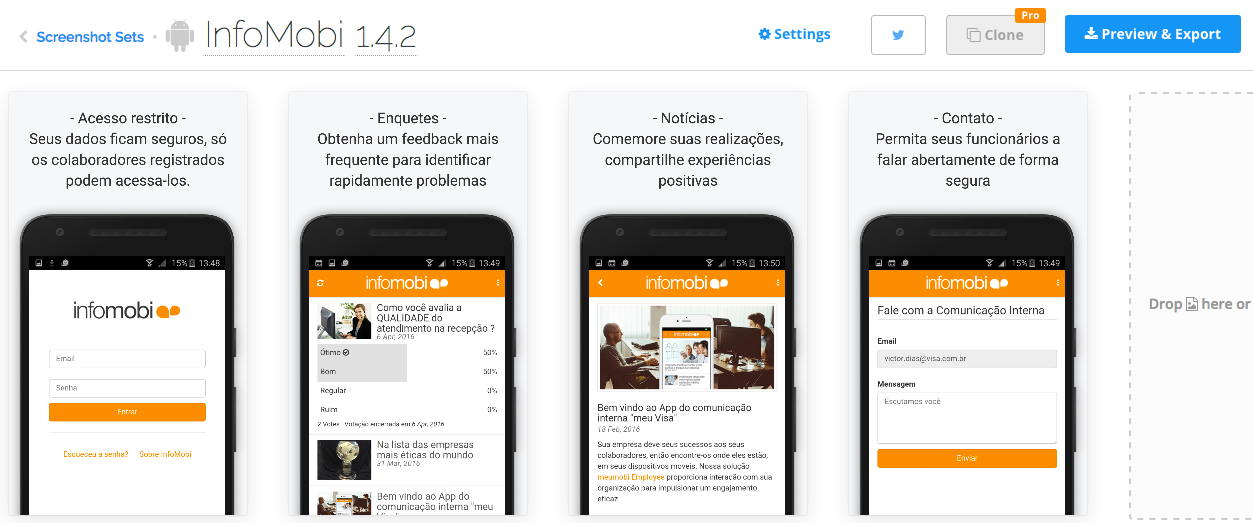 Screenshot Sets
InfoMobi 1.4.2
Settings
Clone
Pro
Preview & Export
- Acesso restrito -
Seus dados ficam seguros, só
os colaboradores registrados
podem acessa-los.
15% 13:48
infomobi
Email
Senha
Entrar
Esqueceu a senha? Sobre InfoMobi
- Enquetes -
Obtenha um feedback mais
frequente para identificar
rapidamente problemas
15% 13:49
infomobi
Como você avalia a
QUALIDADE do
atendimento na recepção ?
6 Apr, 2016
Ótimo 50%
Bom 50%
Regular 0%
Ruim 0%
2 Votes · Votação encerrada em 6 Apr, 2016
Na lista das empresas
mais éticas do mundo
31 Mar, 2016
Bem vindo ao App do
comunicação interna "meu
- Notícias -
Comemore suas realizações,
compartilhe experiências
positivas
15% 13:50
infomobi
Bem vindo ao App do comunicação
interna "meu Visa"
18 Feb, 2016
Sua empresa deve seus sucessos aos seus
colaboradores, então encontre-os onde eles estão,
em seus dispositivos moveis. Nossa solução
meumobi Employee proporciona interação com sua
organização para impulsionar um engajamento
eficaz.
- Contato -
Permita seus funcionários a
falar abertamente de forma
segura
15% 13:49
infomobi
Fale com a Comunicação Interna
Email
victor.dias@visa.com.br
Mensagem
Escutamos você
Enviar
Drop here or